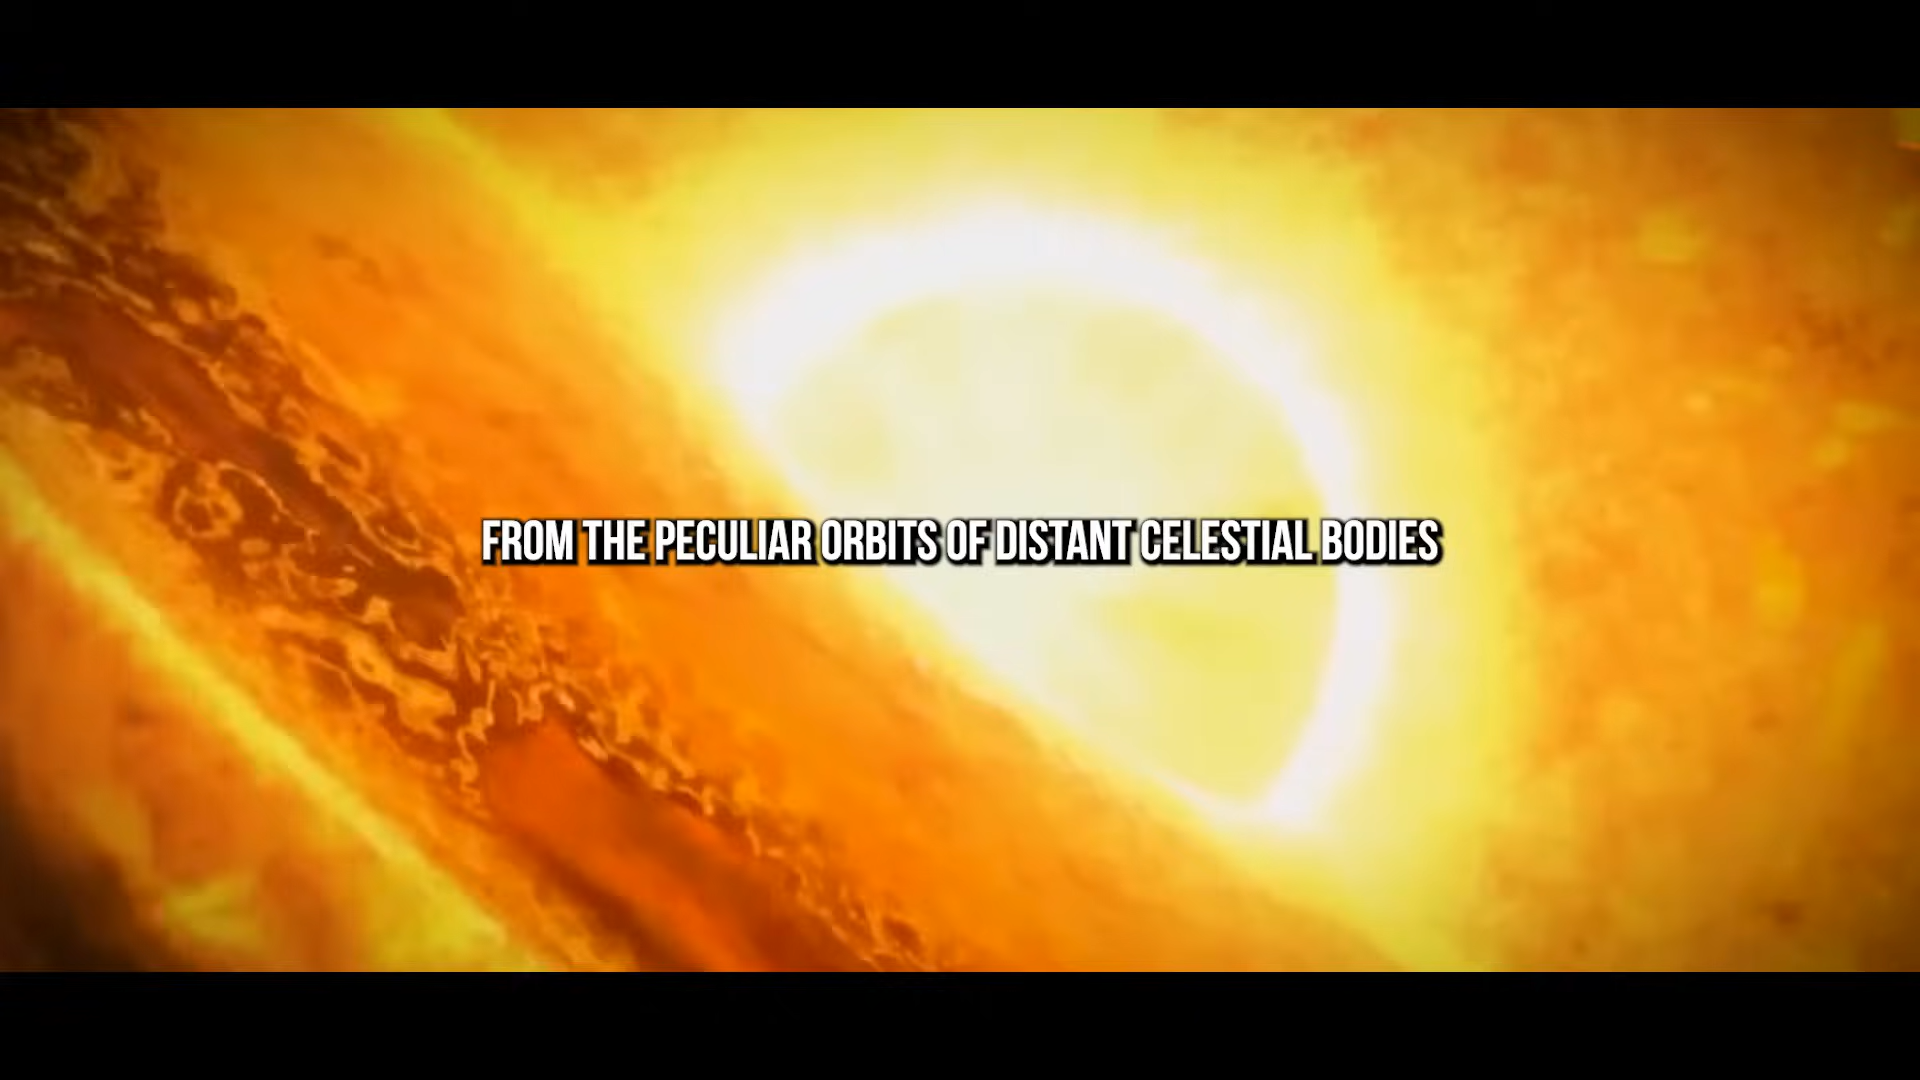 FROM THE PECULIAR ORBITS OF DISTANT CELESTIAL BODIES